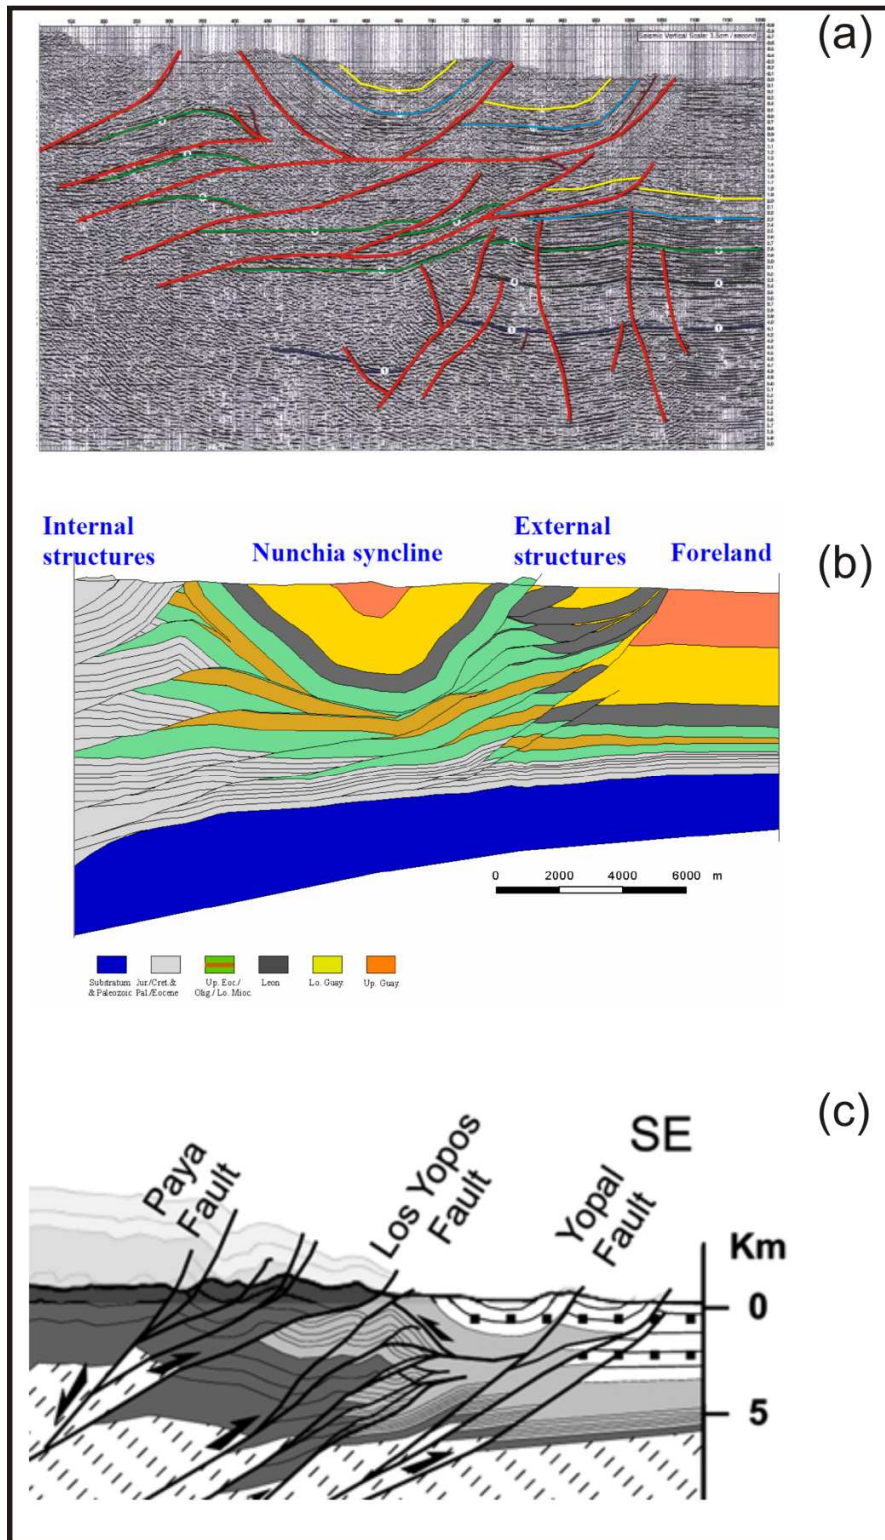 (a)
Seismic Vertical Scale: 3.5cm / second
Internal
structures
Nunchia syncline
External
structures
Foreland
(b)
0 2000 4000 6000 m
Substratum
& Paleozoic
Jur./Cret.&
Pal./Eocene
Up. Eoc./
Olig./ Lo. Mioc.
Leon
Lo. Guay.
Up. Guay.
(c)
SE
Paya
Fault
Los Yopos
Fault
Yopal
Fault
Km
0
5